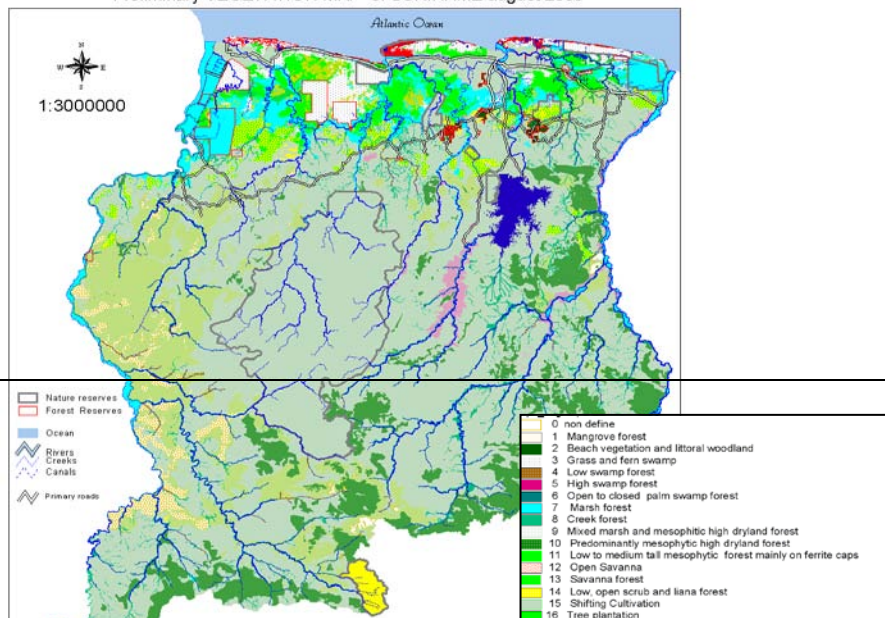 Atlantic Ocean
N
W E
S
1:3000000
Nature reserves
Forest Reserves
Ocean
Rivers
Creeks
Canals
Primary roads
0 non define
1 Mangrove forest
2 Beach vegetation and littoral woodland
3 Grass and fern swamp
4 Low swamp forest
5 High swamp forest
6 Open to closed palm swamp forest
7 Marsh forest
8 Creek forest
9 Mixed marsh and mesophitic high dryland forest
10 Predominantly mesophytic high dryland forest
11 Low to medium tall mesophytic forest mainly on ferrite caps
12 Open Savanna
13 Savanna forest
14 Low, open scrub and liana forest
15 Shifting Cultivation
16 Tree plantation